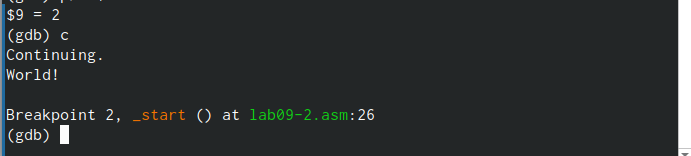 $9 = 2
(gdb) c
Continuing.
World!
Breakpoint 2, _start () at lab09-2.asm:26
(gdb)